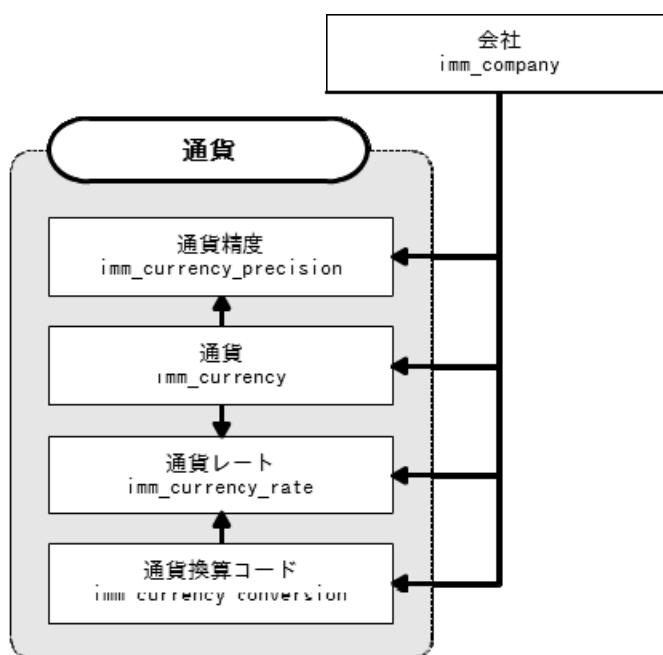 会社
imm_company
通貨
通貨精度
imm_currency_precision
通貨
imm_currency
通貨レート
imm_currency_rate
通貨換算コード
imm_currency_conversion